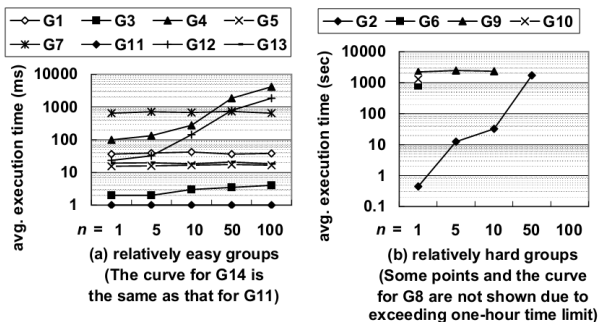 G1 G3 G4 G5
G7 G11 G12 G13
avg. execution time (ms)
10000
1000
100
10
1
n = 1 5 10 50 100
(a) relatively easy groups
(The curve for G14 is
the same as that for G11)
G2 G6 G9 G10
avg. execution time (sec)
10000
1000
100
10
1
0.1
n = 1 5 10 50 100
(b) relatively hard groups
(Some points and the curve
for G8 are not shown due to
exceeding one-hour time limit)